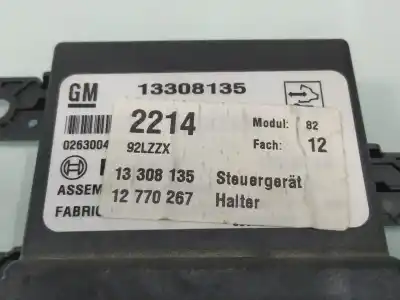 GM 13308135
2214 Modul: 82
0263004
92LZZX Fach: 12
13 308 135 Steuergerät
ASSEM
12 770 267 Halter
FABRIC